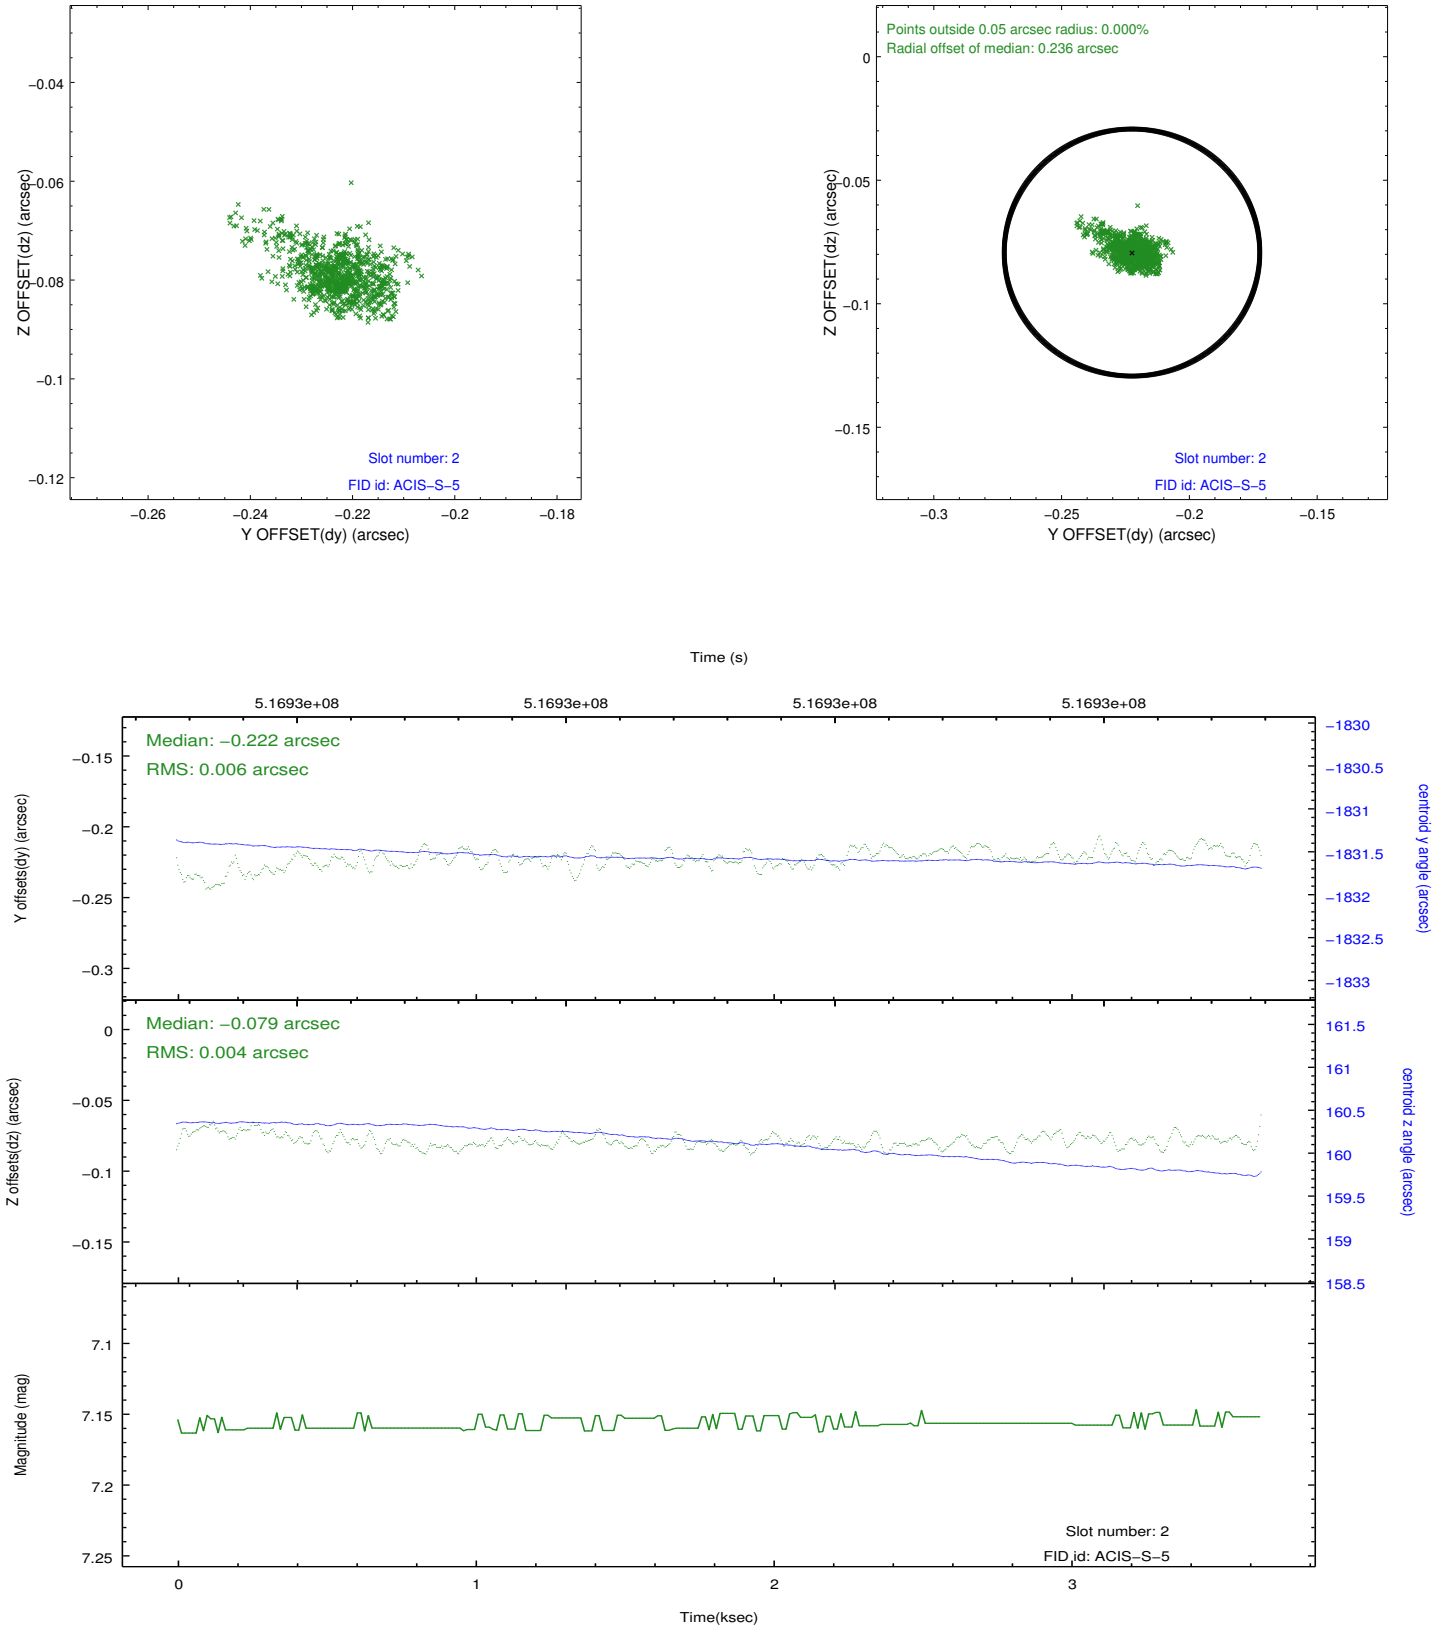 −0.04
−0.06
−0.08
−0.1
−0.12
Z OFFSET(dz) (arcsec)
Slot number: 2
FID id: ACIS−S−5
−0.26
−0.24
−0.22
−0.2
−0.18
Y OFFSET(dy) (arcsec)
Points outside 0.05 arcsec radius: 0.000%
Radial offset of median: 0.236 arcsec
0
−0.05
−0.1
−0.15
Z OFFSET(dz) (arcsec)
Slot number: 2
FID id: ACIS−S−5
−0.3
−0.25
−0.2
−0.15
Y OFFSET(dy) (arcsec)
Time (s)
5.1693e+08
5.1693e+08
5.1693e+08
5.1693e+08
Median: −0.222 arcsec
RMS: 0.006 arcsec
−0.15
−0.2
−0.25
−0.3
Y offsets(dy) (arcsec)
−1830
−1830.5
−1831
−1831.5
−1832
−1832.5
−1833
centroid y angle (arcsec)
Median: −0.079 arcsec
RMS: 0.004 arcsec
0
−0.05
−0.1
−0.15
Z offsets(dz) (arcsec)
161.5
161
160.5
160
159.5
159
158.5
centroid z angle (arcsec)
7.1
7.15
7.2
7.25
Magnitude (mag)
Slot number: 2
FID id: ACIS−S−5
0
1
2
3
Time(ksec)